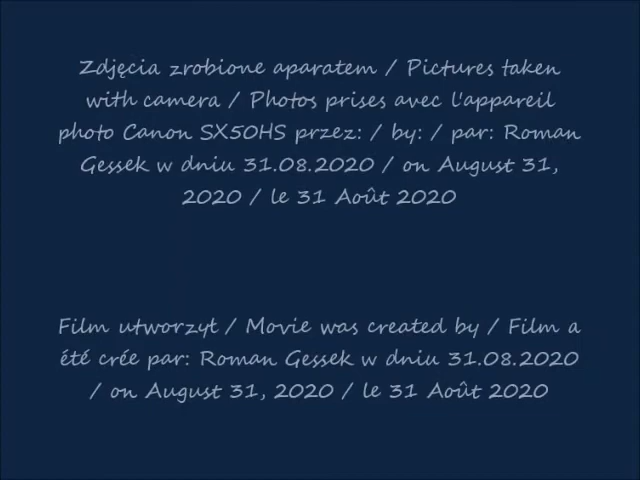 Zdjęcia zrobione aparatem / Pictures taken
with camera / Photos prises avec l'appareil
photo Canon SX50HS przez: / by: / par: Roman
Gessek w dniu 31.08.2020 / on August 31,
2020 / le 31 Août 2020
Film utworzył / Movie was created by / Film a
été crée par: Roman Gessek w dniu 31.08.2020
/ on August 31, 2020 / le 31 Août 2020